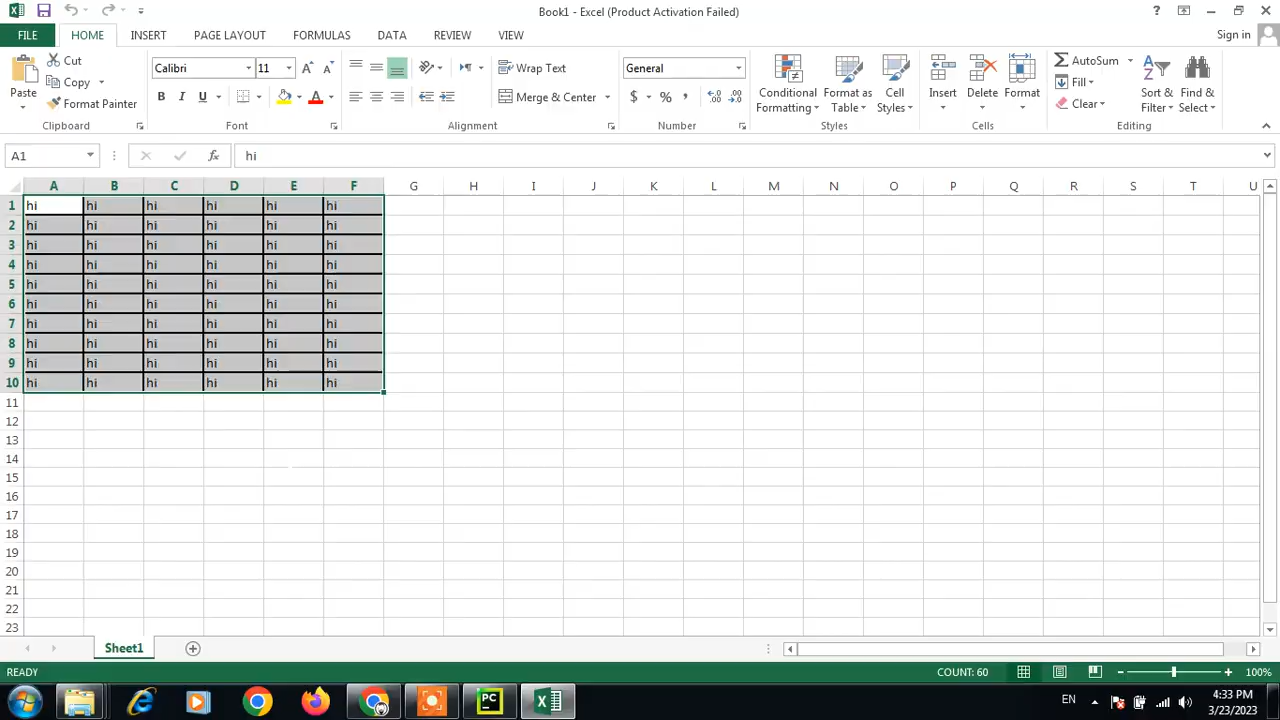 Book1 - Excel (Product Activation Failed)
?
FILE HOME INSERT PAGE LAYOUT FORMULAS DATA REVIEW VIEW Sign in
Paste Cut Calibri 11 Wrap Text General Conditional Formatting Format as Table Cell Styles Insert Delete Format AutoSum Sort & Filter Find & Select
Copy B I U A Merge & Center $ % , Fill
Format Painter Clear
Clipboard Font Alignment Number Styles Cells Editing
A1 fx hi
A B C D E F G H I J K L M N O P Q R S T U
1 hi hi hi hi hi hi
2 hi hi hi hi hi hi
3 hi hi hi hi hi hi
4 hi hi hi hi hi hi
5 hi hi hi hi hi hi
6 hi hi hi hi hi hi
7 hi hi hi hi hi hi
8 hi hi hi hi hi hi
9 hi hi hi hi hi hi
10 hi hi hi hi hi hi
11
12
13
14
15
16
17
18
19
20
21
22
23
Sheet1
READY COUNT: 60 100%
PC EN 4:33 PM
3/23/2023